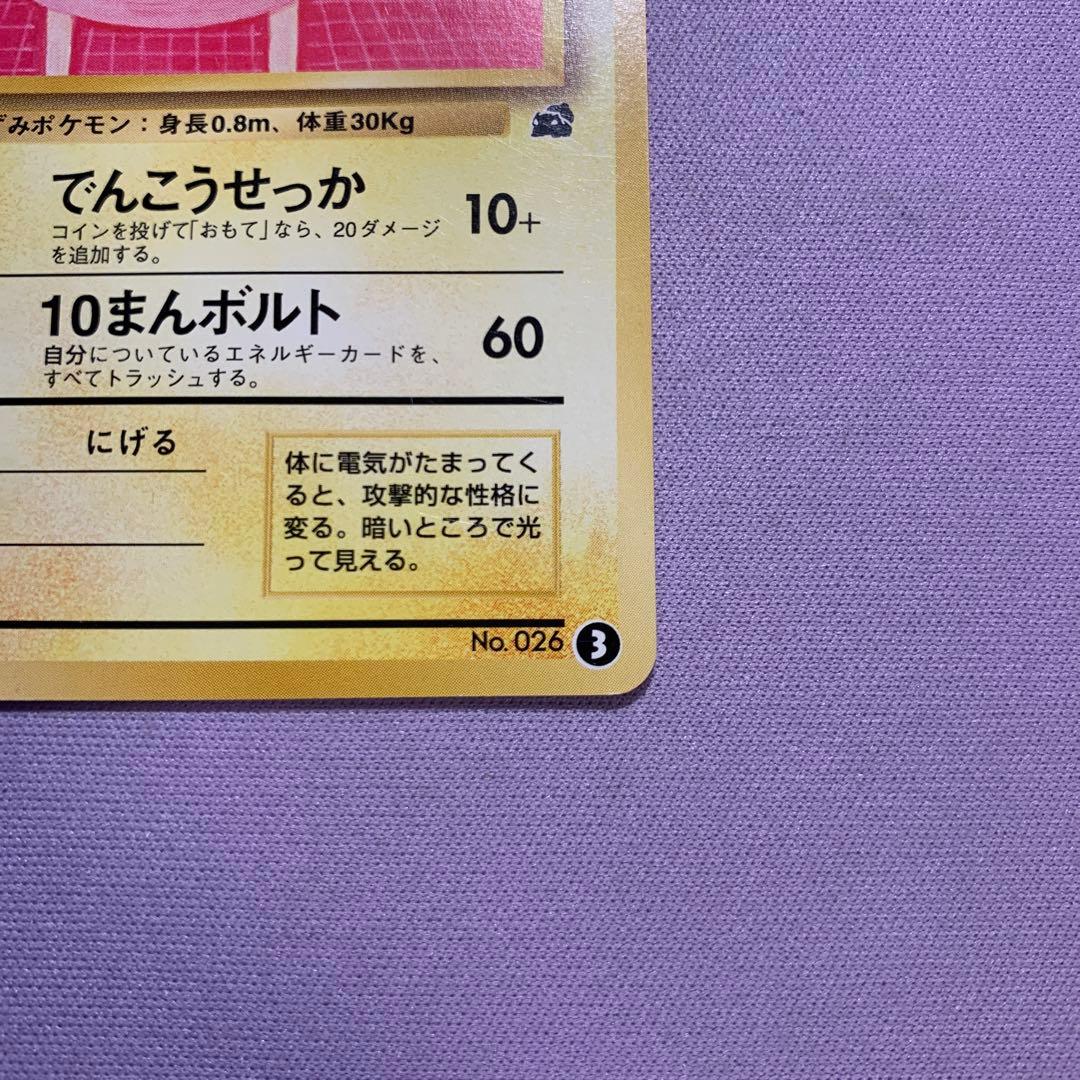 ずみポケモン：身長0.8m、体重30Kg
でんこうせっか
10+
コインを投げて「おもて」なら、20ダメージ
を追加する。
10まんボルト
60
自分についているエネルギーカードを、
すべてトラッシュする。
にげる
体に電気がたまってく
ると、攻撃的な性格に
変る。暗いところで光
って見える。
No. 026
3